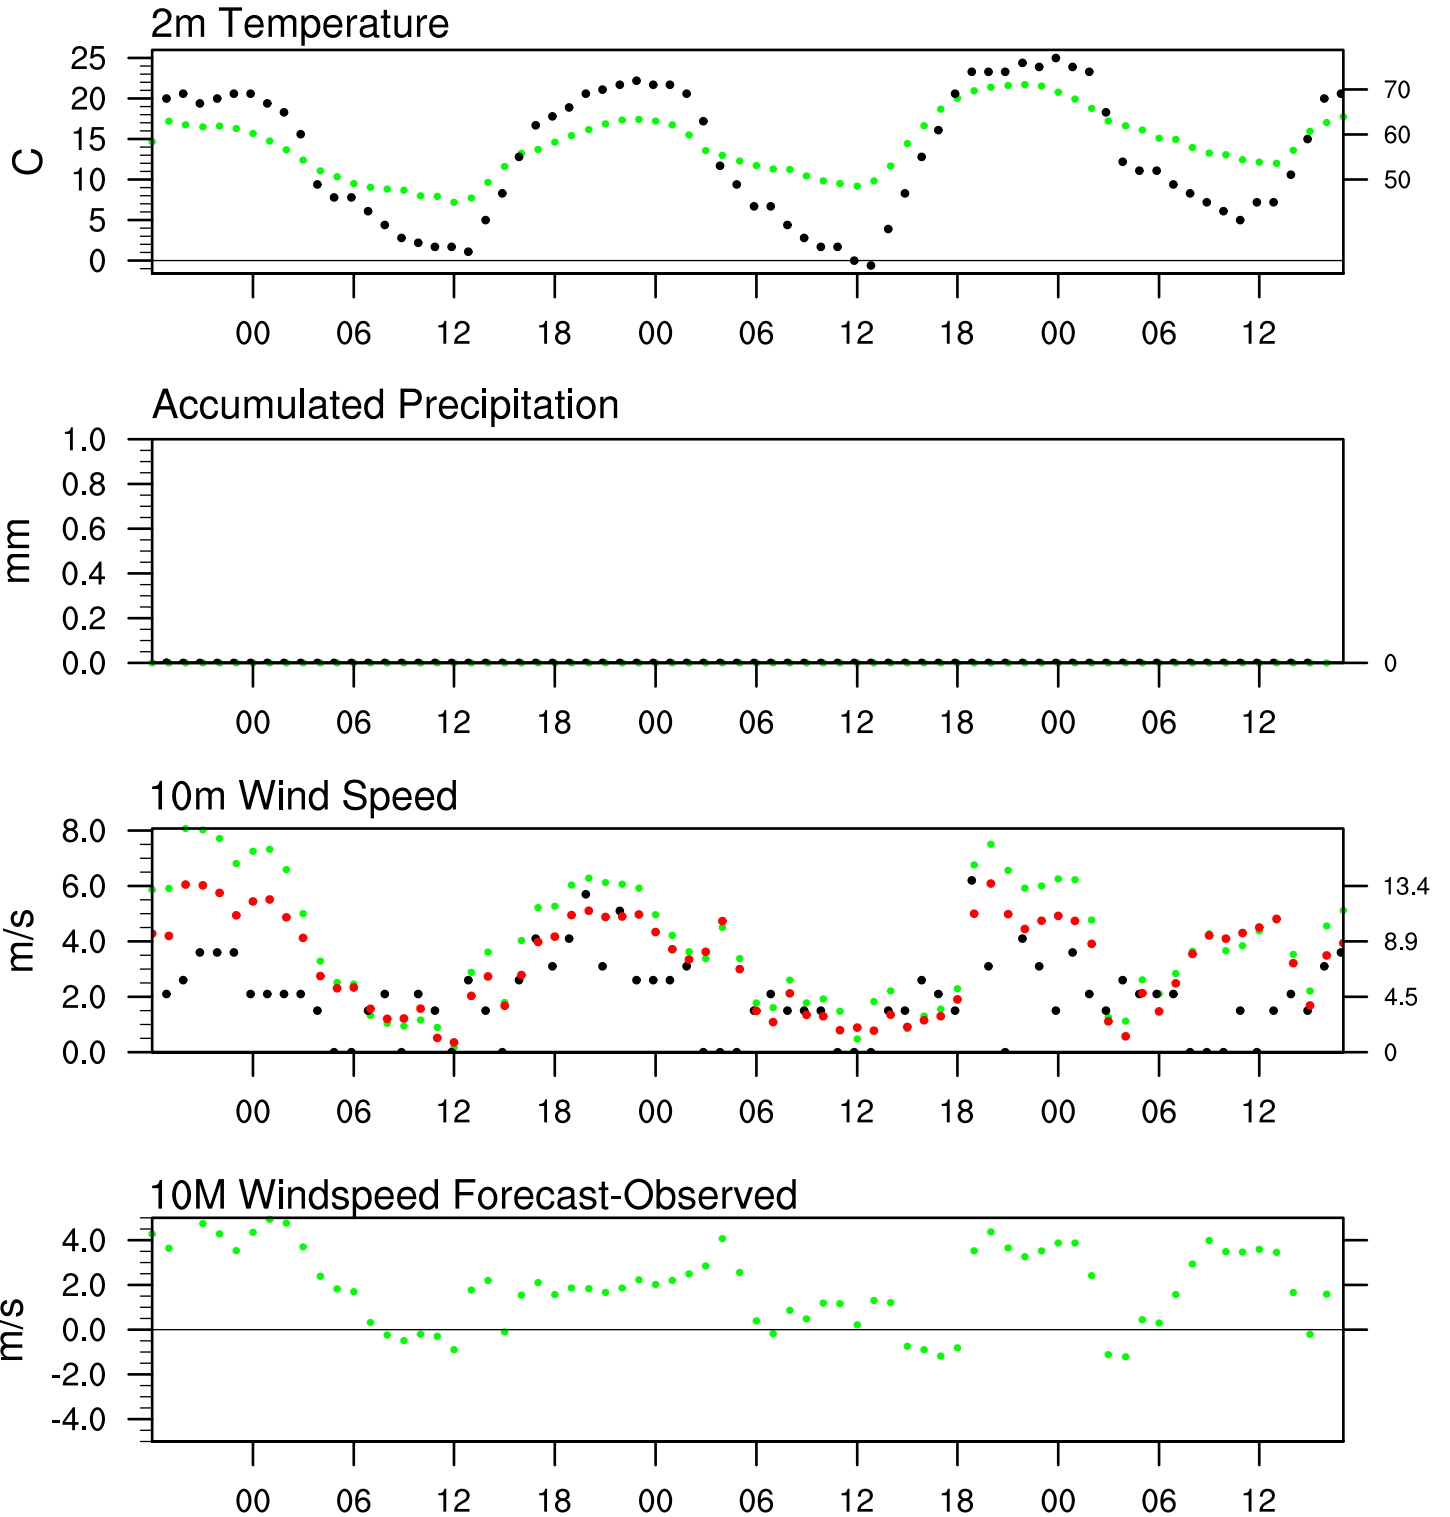 2m Temperature
25
20
15
10
5
0
C
70
60
50
00 06 12 18 00 06 12 18 00 06 12
Accumulated Precipitation
1.0
0.8
0.6
0.4
0.2
0.0
mm
0
00 06 12 18 00 06 12 18 00 06 12
10m Wind Speed
8.0
6.0
4.0
2.0
0.0
m/s
13.4
8.9
4.5
0
00 06 12 18 00 06 12 18 00 06 12
10M Windspeed Forecast-Observed
4.0
2.0
0.0
-2.0
-4.0
m/s
00 06 12 18 00 06 12 18 00 06 12